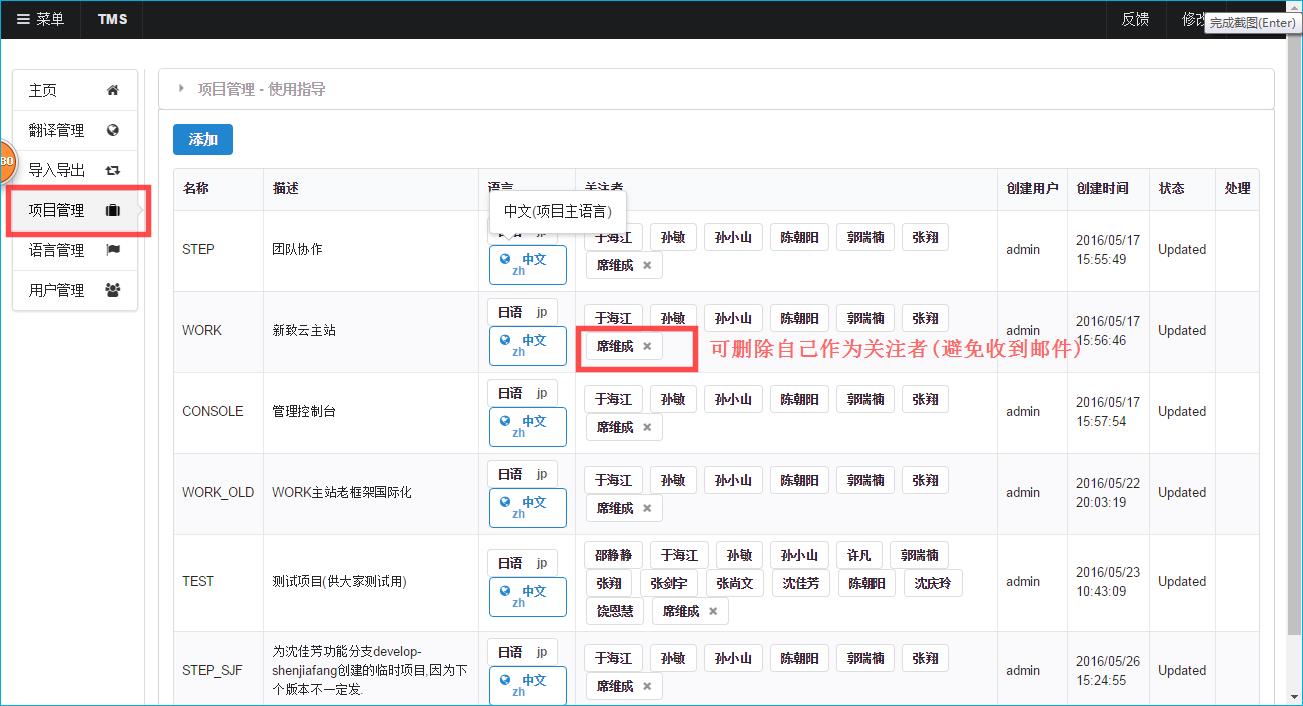 菜单 TMS 反馈 修改
完成截图(Enter)
主页
翻译管理
导入导出
项目管理
语言管理
用户管理
80
项目管理 - 使用指导
添加
名称 描述 语言 关注者 创建用户 创建时间 状态 处理
中文(项目主语言)
STEP 团队协作 日语 jp 中文 zh
于海江 孙敏 孙小山 陈朝阳 郭瑞楠 张翔
席维成 ×
admin 2016/05/17 15:55:49 Updated
WORK 新致云主站 日语 jp 中文 zh
于海江 孙敏 孙小山 陈朝阳 郭瑞楠 张翔
席维成 ×
可删除自己作为关注者(避免收到邮件)
admin 2016/05/17 15:56:46 Updated
CONSOLE 管理控制台 日语 jp 中文 zh
于海江 孙敏 孙小山 陈朝阳 郭瑞楠 张翔
席维成 ×
admin 2016/05/17 15:57:54 Updated
WORK_OLD WORK主站老框架国际化 日语 jp 中文 zh
于海江 孙敏 孙小山 陈朝阳 郭瑞楠 张翔
席维成 ×
admin 2016/05/22 20:03:19 Updated
TEST 测试项目(供大家测试用) 日语 jp 中文 zh
邵静静 于海江 孙敏 孙小山 许凡 郭瑞楠
张翔 张剑宇 张尚文 沈佳芳 陈朝阳 沈庆玲
饶恩慧 席维成 ×
admin 2016/05/23 10:43:09 Updated
STEP_SJF
为沈佳芳功能分支develop-
shenjiafang创建的临时项目,因为下
个版本不一定发.
日语 jp 中文 zh
于海江 孙敏 孙小山 陈朝阳 郭瑞楠 张翔
席维成 ×
admin 2016/05/26 15:24:55 Updated